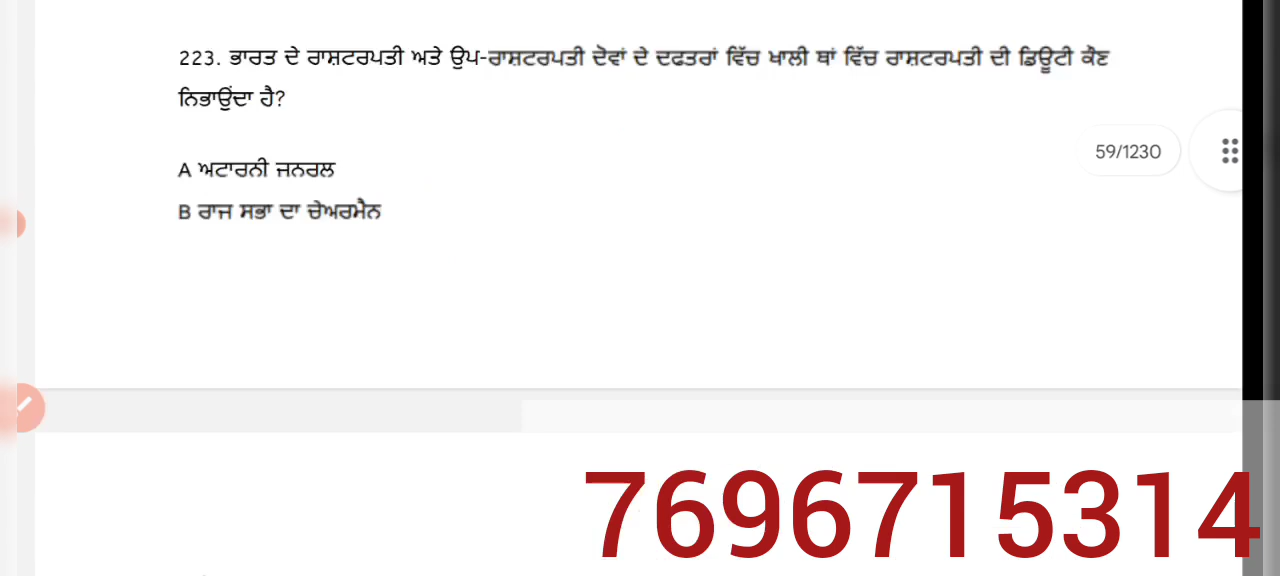 223. ਭਾਰਤ ਦੇ ਰਾਸ਼ਟਰਪਤੀ ਅਤੇ ਉਪ-ਰਾਸ਼ਟਰਪਤੀ ਦੋਵਾਂ ਦੇ ਦਫਤਰਾਂ ਵਿੱਚ ਖਾਲੀ ਥਾਂ ਵਿੱਚ ਰਾਸ਼ਟਰਪਤੀ ਦੀ ਡਿਊਟੀ ਕੌਣ
ਨਿਭਾਉਂਦਾ ਹੈ?
59/1230
A ਅਟਾਰਨੀ ਜਨਰਲ
B ਰਾਜ ਸਭਾ ਦਾ ਚੇਅਰਮੈਨ
7696715314